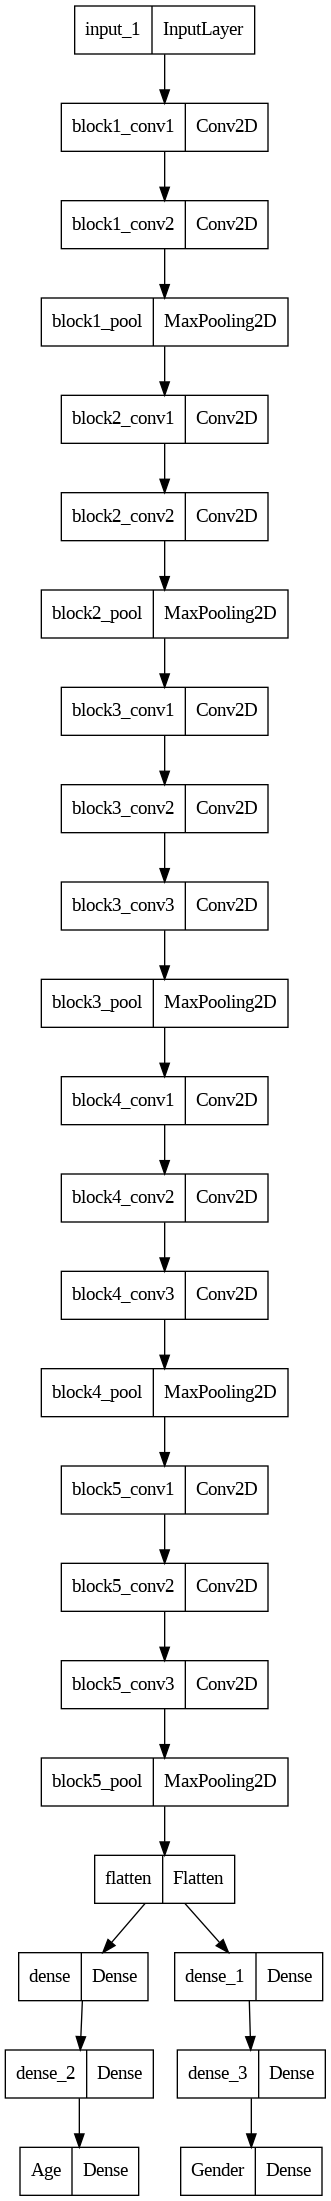 input_1 InputLayer
block1_conv1 Conv2D
block1_conv2 Conv2D
block1_pool MaxPooling2D
block2_conv1 Conv2D
block2_conv2 Conv2D
block2_pool MaxPooling2D
block3_conv1 Conv2D
block3_conv2 Conv2D
block3_conv3 Conv2D
block3_pool MaxPooling2D
block4_conv1 Conv2D
block4_conv2 Conv2D
block4_conv3 Conv2D
block4_pool MaxPooling2D
block5_conv1 Conv2D
block5_conv2 Conv2D
block5_conv3 Conv2D
block5_pool MaxPooling2D
flatten Flatten
dense Dense dense_1 Dense
dense_2 Dense dense_3 Dense
Age Dense Gender Dense